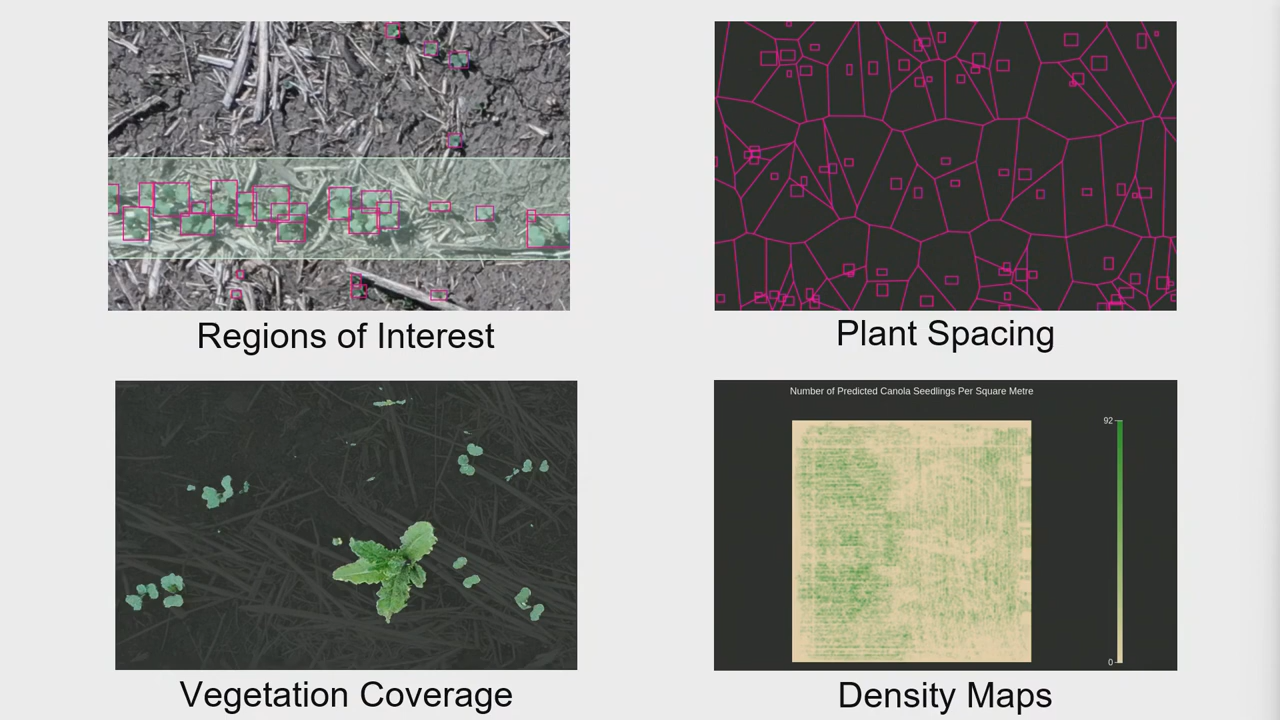 Regions of Interest
Plant Spacing
Number of Predicted Canola Seedlings Per Square Metre
92
0
Vegetation Coverage
Density Maps